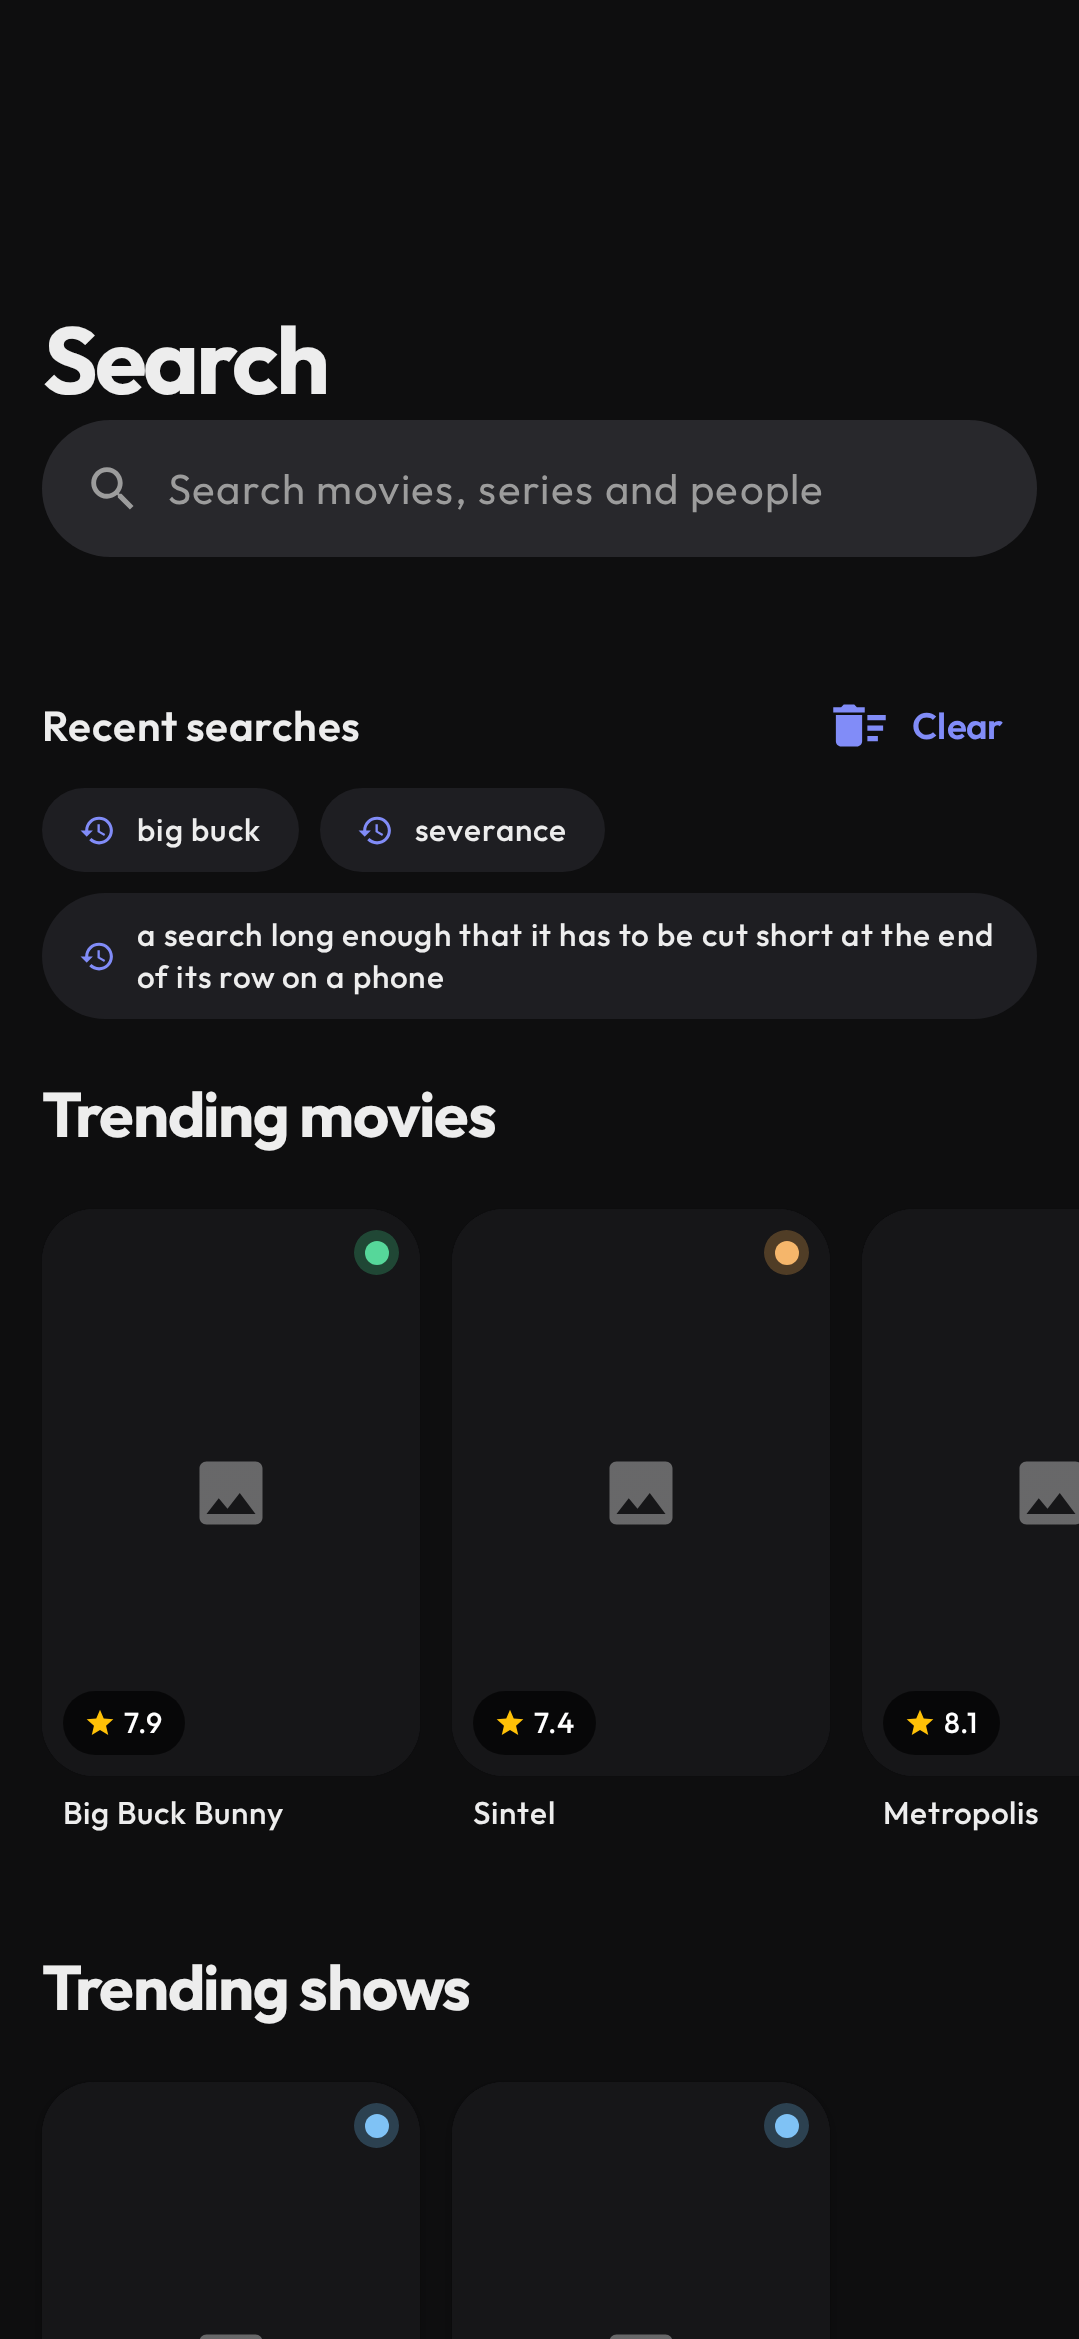 Search
Search movies, series and people
Recent searches
Clear
big buck
severance
a search long enough that it has to be cut short at the end
of its row on a phone
Trending movies
7.9
7.4
8.1
Big Buck Bunny
Sintel
Metropolis
Trending shows